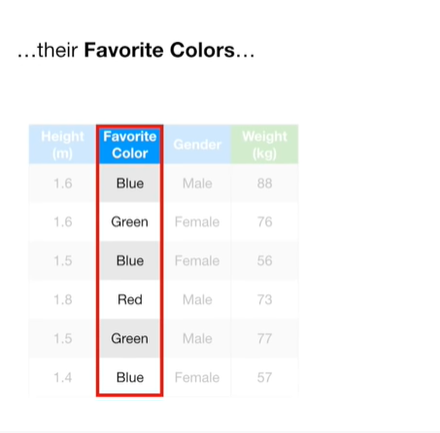 ...their Favorite Colors...
Height (m) Favorite Color Gender Weight (kg)
1.6 Blue Male 88
1.6 Green Female 76
1.5 Blue Female 56
1.8 Red Male 73
1.5 Green Male 77
1.4 Blue Female 57